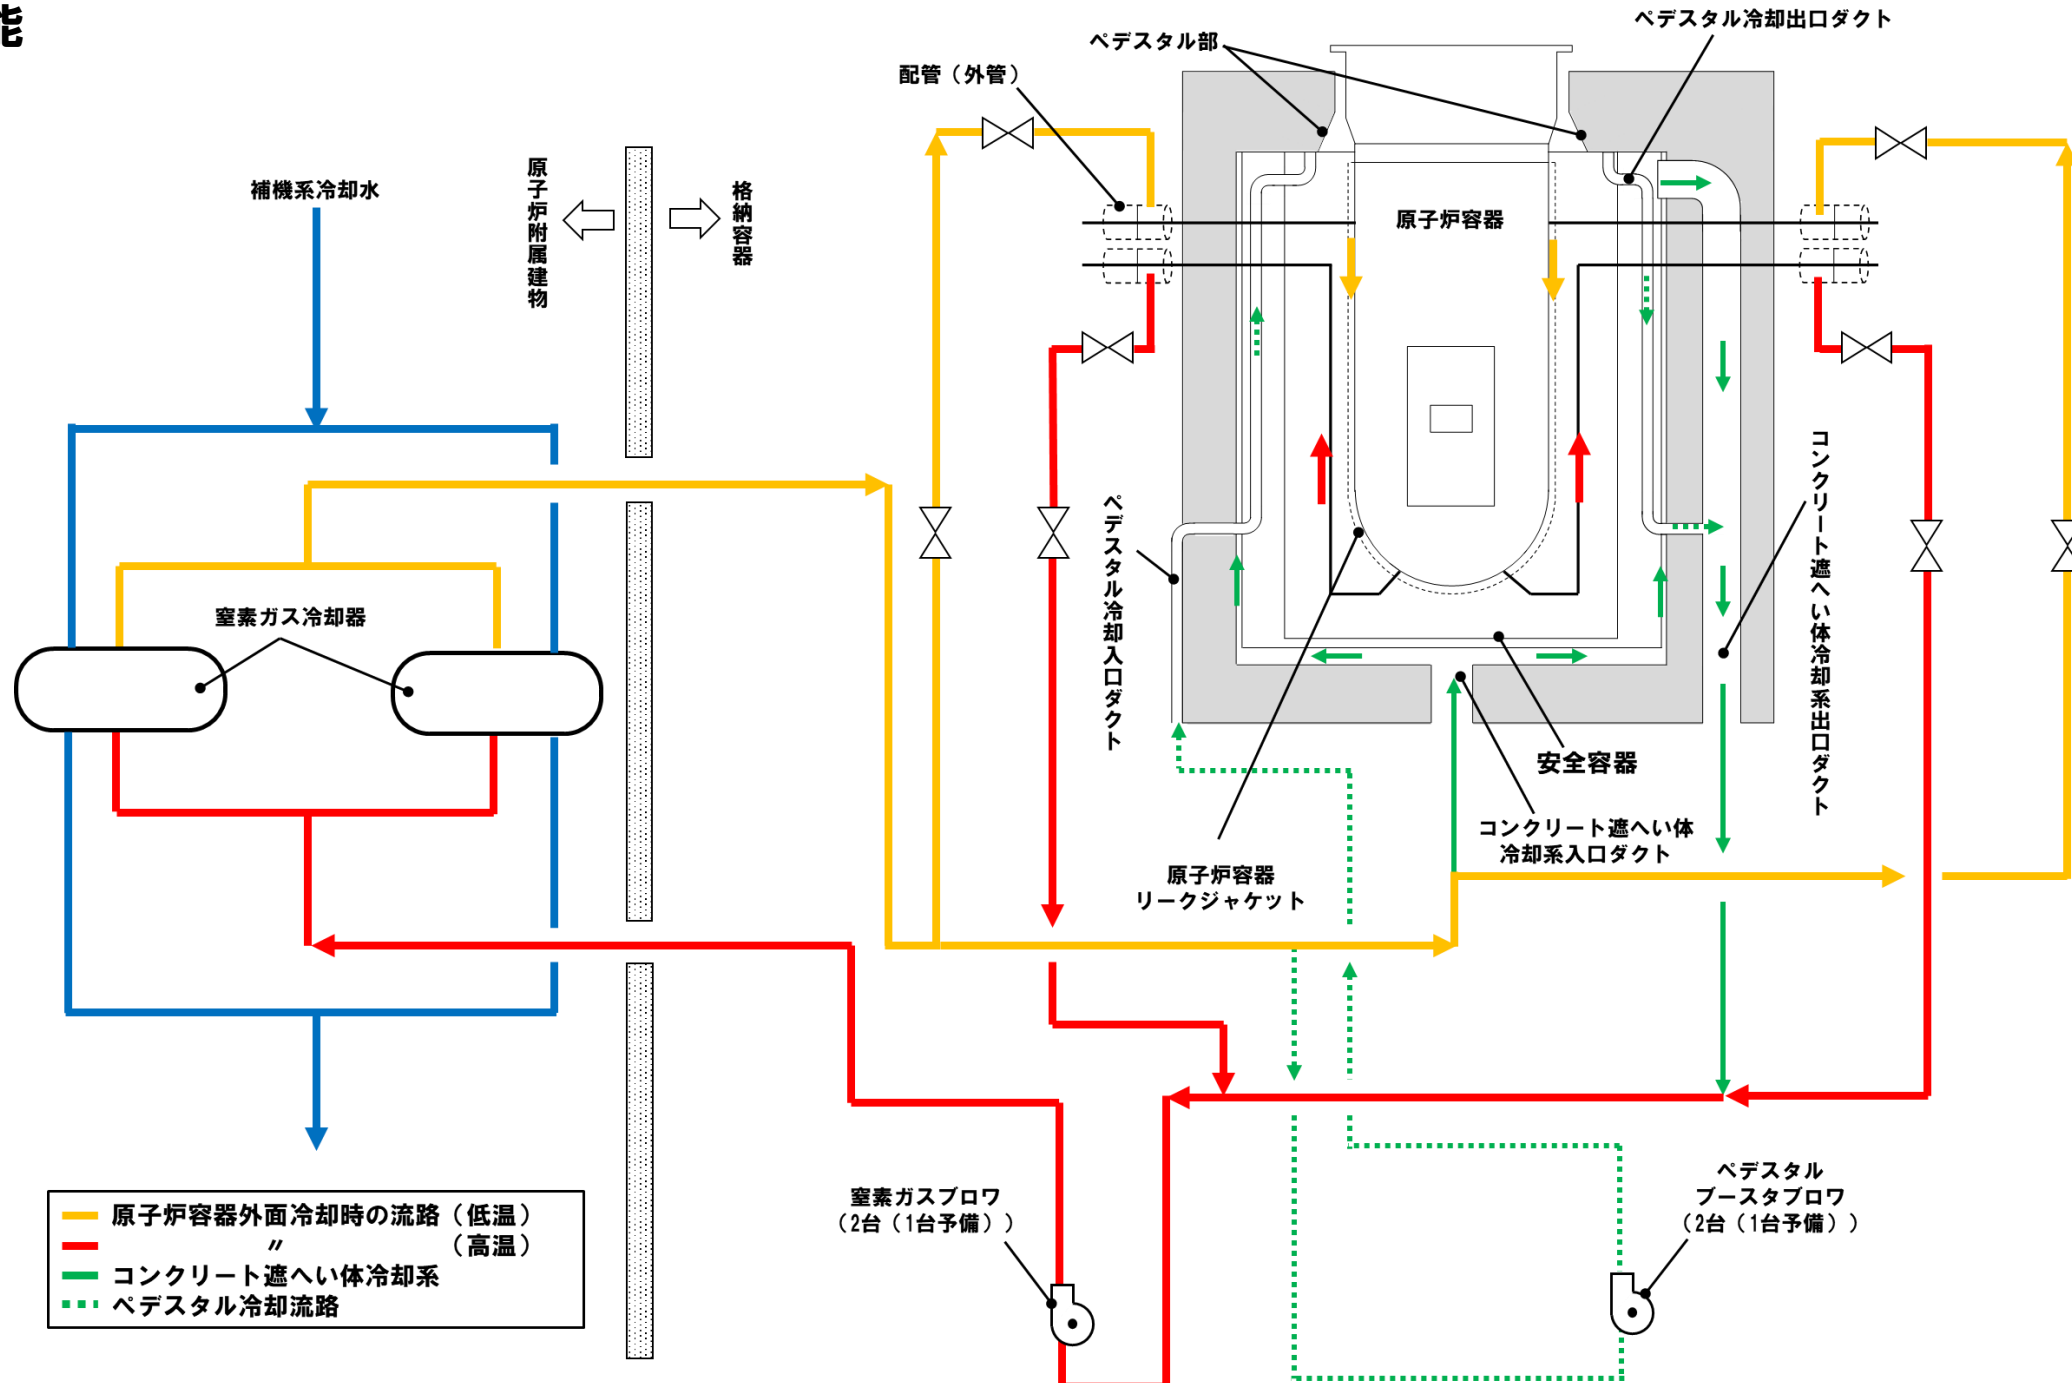 能
ペデスタル冷却出口ダクト
ペデスタル部
配管（外管）
補機系冷却水
原子炉附属建物
格納容器
原子炉容器
窒素ガス冷却器
ペデスタル冷却入口ダクト
コンクリート遮へい体冷却系出口ダクト
安全容器
コンクリート遮へい体
冷却系入口ダクト
原子炉容器
リークジャケット
窒素ガスブロワ
（2台（1台予備））
ペデスタル
ブースタブロワ
（2台（1台予備））
原子炉容器外面冷却時の流路（低温）
〃（高温）
コンクリート遮へい体冷却系
ペデスタル冷却流路